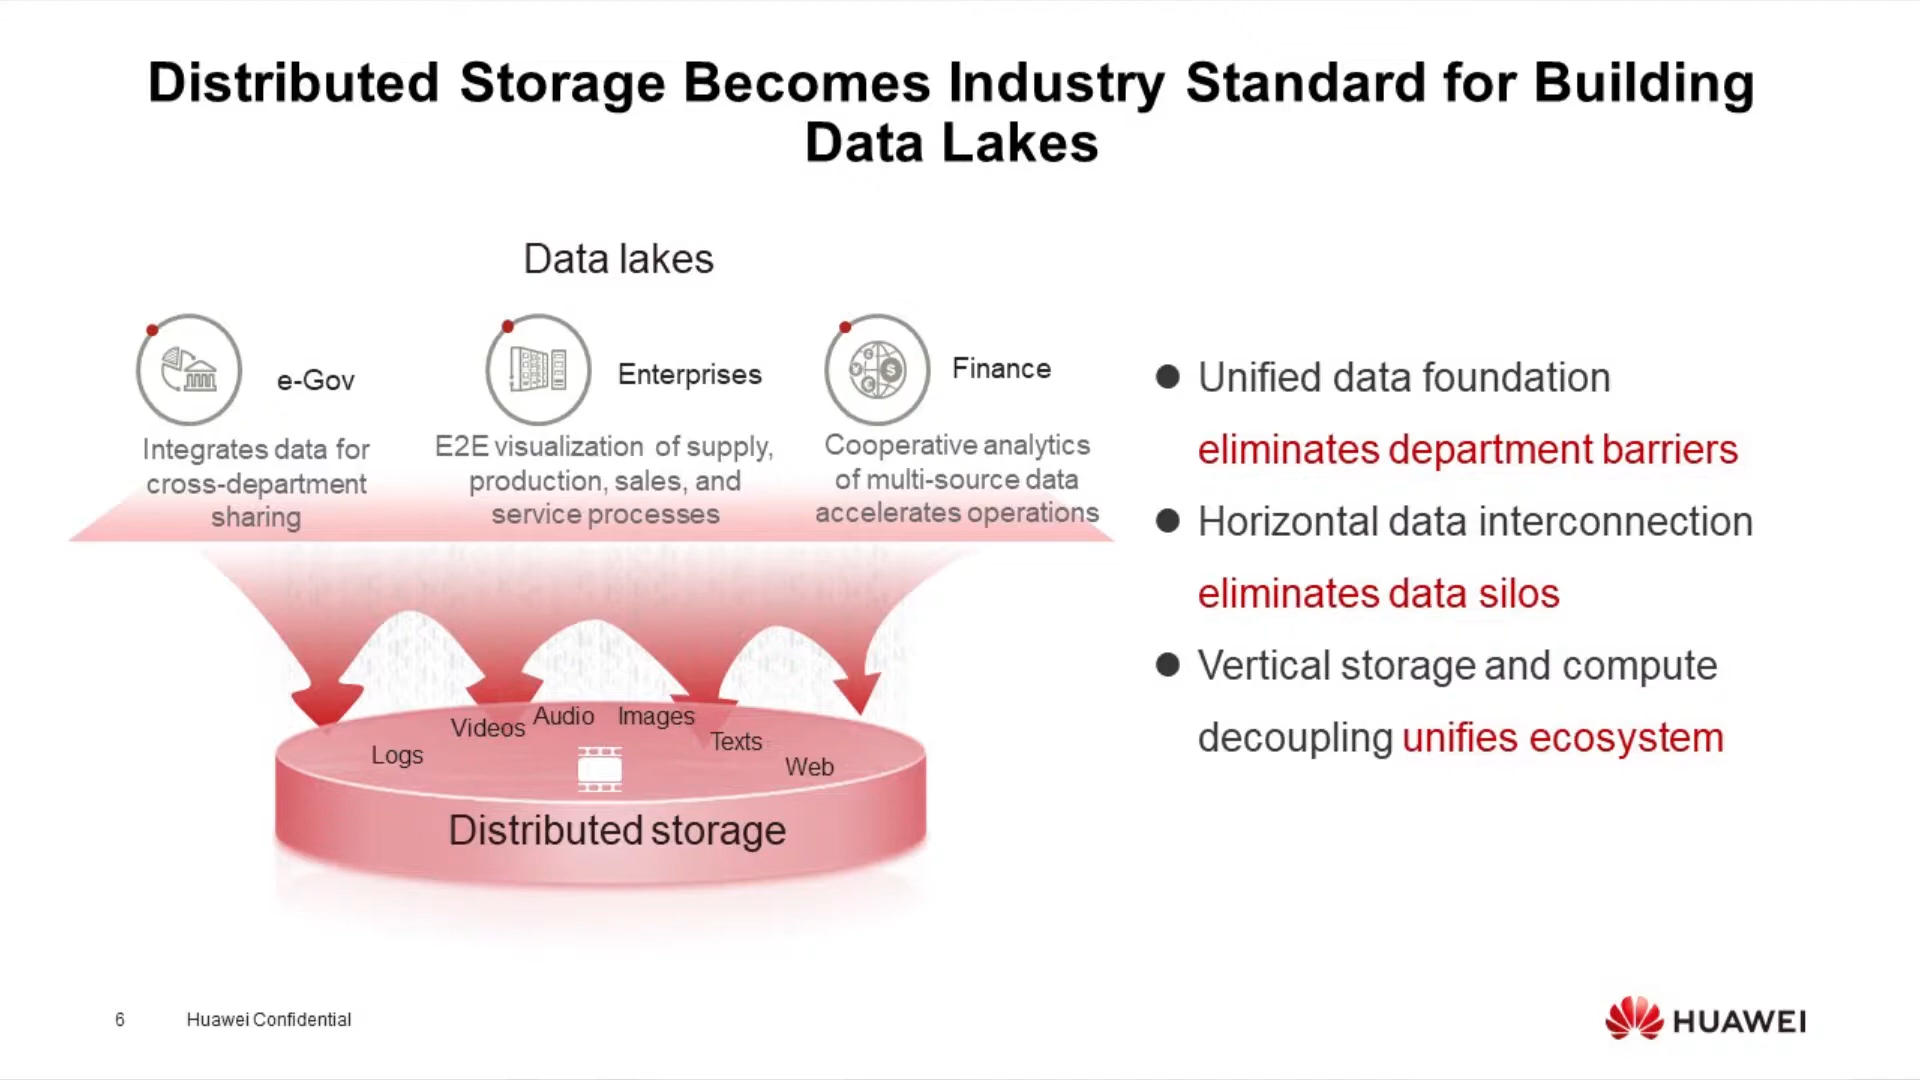 Distributed Storage Becomes Industry Standard for Building
Data Lakes
Data lakes
e-Gov
Integrates data for
cross-department
sharing
Enterprises
E2E visualization of supply,
production, sales, and
service processes
Finance
Cooperative analytics
of multi-source data
accelerates operations
Logs
Videos
Audio
Images
Texts
Web
Distributed storage
● Unified data foundation
eliminates department barriers
● Horizontal data interconnection
eliminates data silos
● Vertical storage and compute
decoupling unifies ecosystem
6
Huawei Confidential
HUAWEI